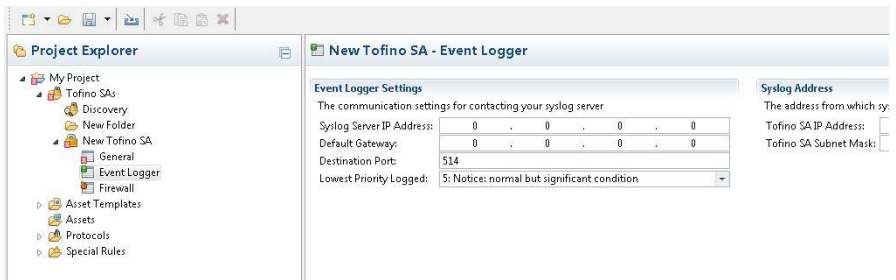 Project Explorer
My Project
Tofino SAs
Discovery
New Folder
New Tofino SA
General
Event Logger
Firewall
Asset Templates
Assets
Protocols
Special Rules
New Tofino SA - Event Logger
Event Logger Settings
The communication settings for contacting your syslog server
Syslog Server IP Address: 0 . 0 . 0 . 0
Default Gateway: 0 . 0 . 0 . 0
Destination Port: 514
Lowest Priority Logged: 5: Notice: normal but significant condition
Syslog Address
The address from which sy
Tofino SA IP Address:
Tofino SA Subnet Mask: